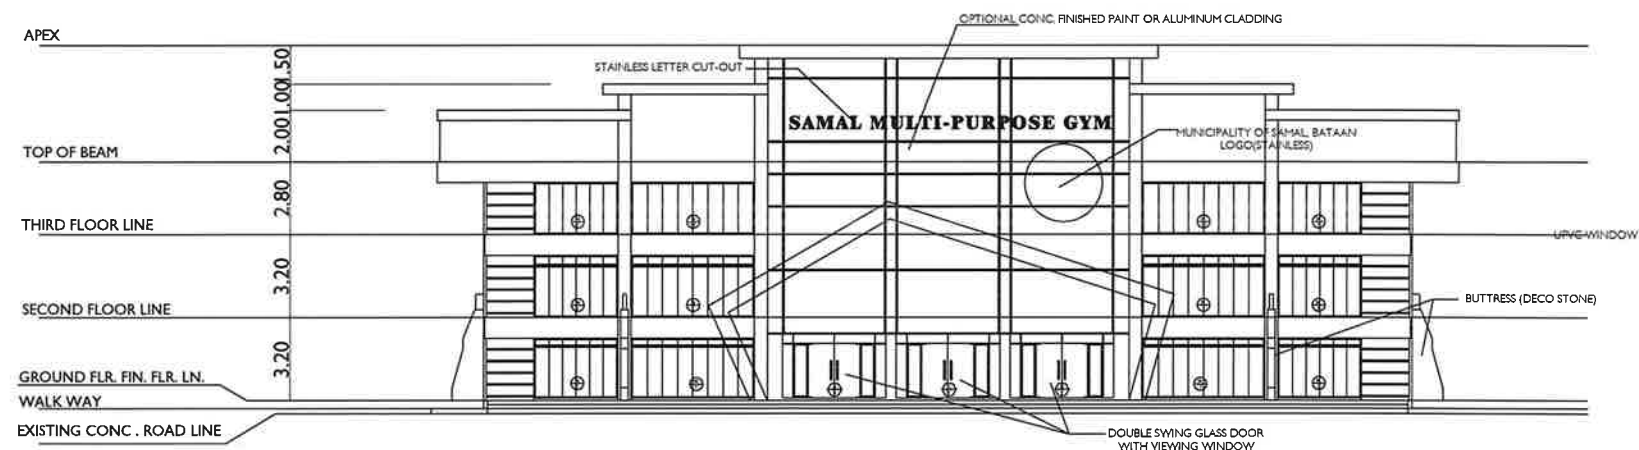 OPTIONAL CONC. FINISHED PAINT OR ALUMINUM CLADDING
APEX
1.50
STAINLESS LETTER CUT-OUT
1.00
SAMAL MULTI-PURPOSE GYM
2.00
MUNICIPALITY OF SAMAL, BATAAN
LOGO(STAINLESS)
TOP OF BEAM
2.80
THIRD FLOOR LINE
UPVC WINDOW
3.20
SECOND FLOOR LINE
BUTTRESS (DECO STONE)
3.20
GROUND FLR. FIN. FLR. LN.
WALK WAY
EXISTING CONC . ROAD LINE
DOUBLE SWING GLASS DOOR
WITH VIEWING WINDOW